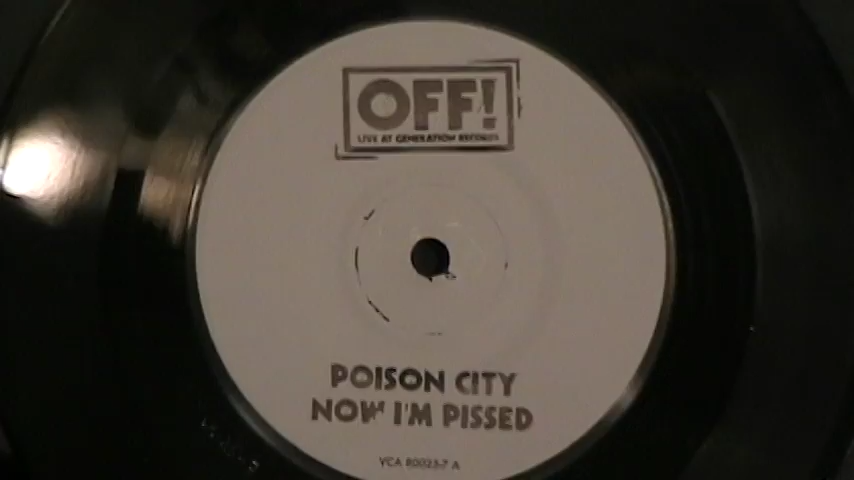 OFF!
LIVE AT GENERATION RECORDS
POISON CITY
NOW I'M PISSED
VCA 80023-7 A